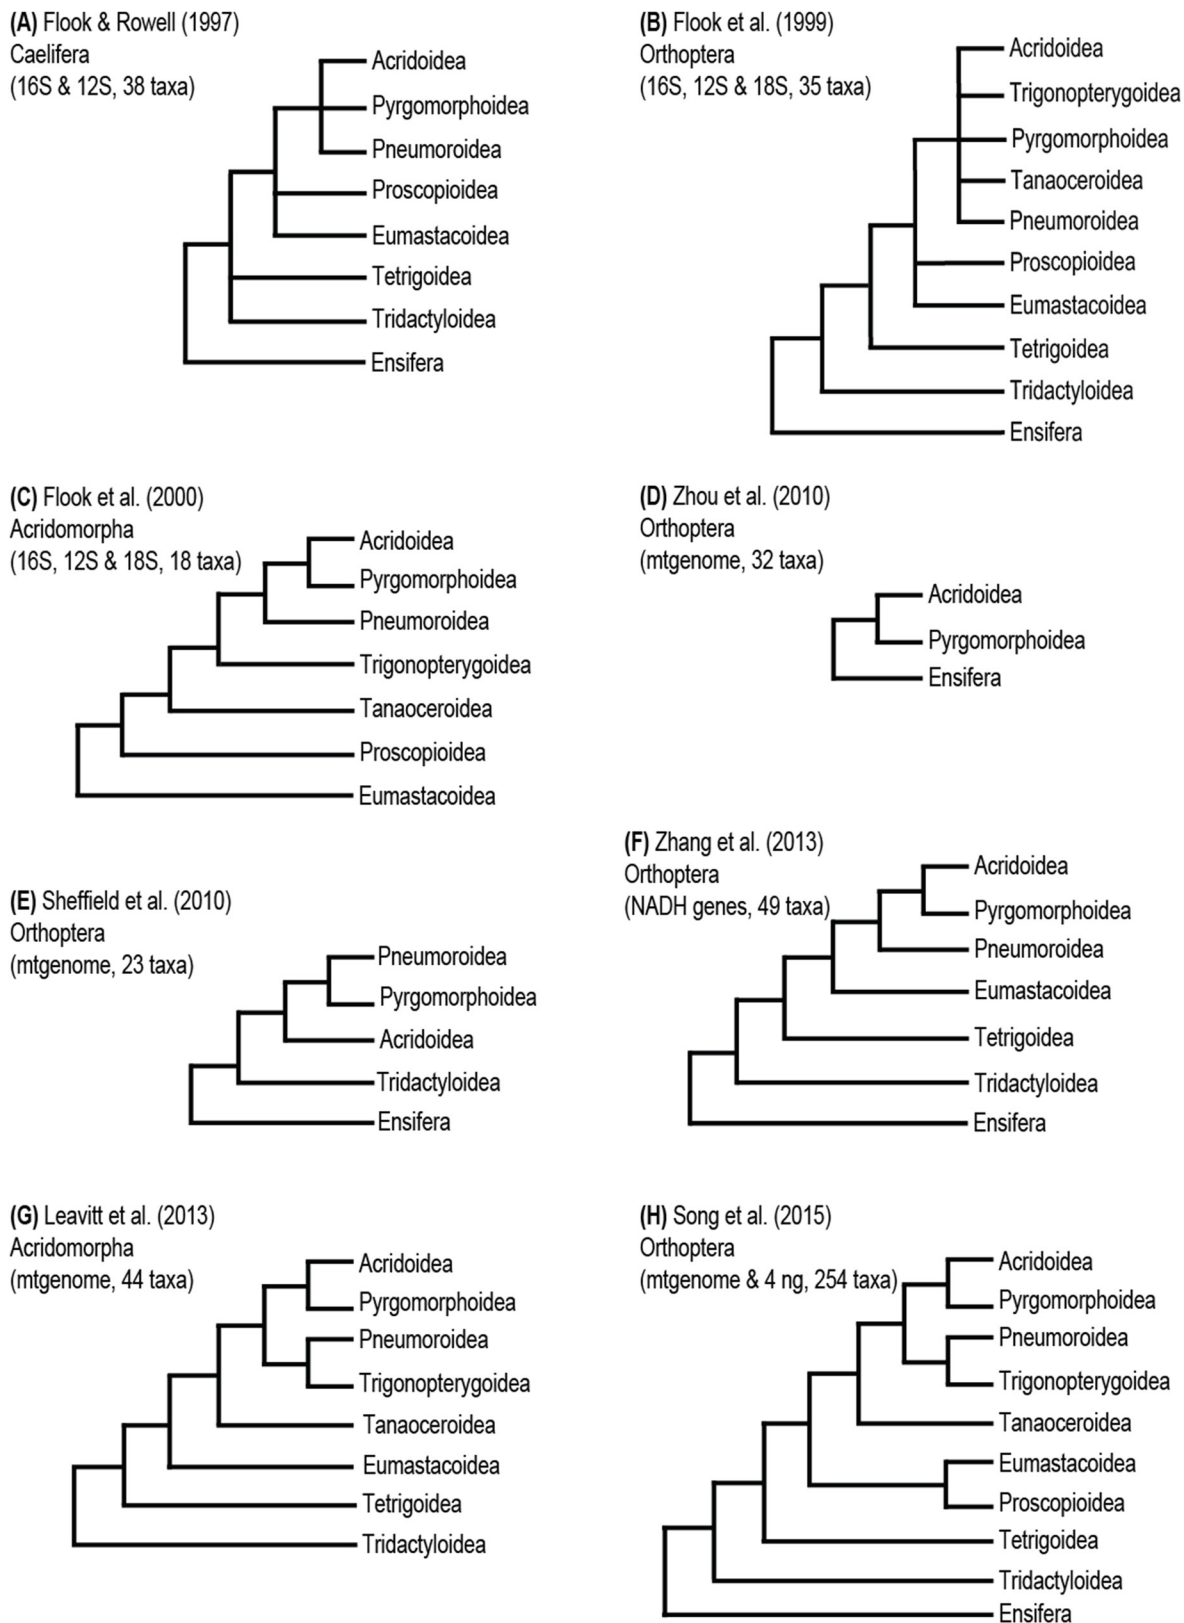 (A) Flook & Rowell (1997)
Caelifera
(16S & 12S, 38 taxa)
Acridoidea
Pyrgomorphoidea
Pneumoroidea
Proscopioidea
Eumastacoidea
Tetrigoidea
Tridactyloidea
Ensifera
(B) Flook et al. (1999)
Orthoptera
(16S, 12S & 18S, 35 taxa)
Acridoidea
Trigonopterygoidea
Pyrgomorphoidea
Tanaoceroidea
Pneumoroidea
Proscopioidea
Eumastacoidea
Tetrigoidea
Tridactyloidea
Ensifera
(C) Flook et al. (2000)
Acridomorpha
(16S, 12S & 18S, 18 taxa)
Acridoidea
Pyrgomorphoidea
Pneumoroidea
Trigonopterygoidea
Tanaoceroidea
Proscopioidea
Eumastacoidea
(D) Zhou et al. (2010)
Orthoptera
(mtgenome, 32 taxa)
Acridoidea
Pyrgomorphoidea
Ensifera
(E) Sheffield et al. (2010)
Orthoptera
(mtgenome, 23 taxa)
Pneumoroidea
Pyrgomorphoidea
Acridoidea
Tridactyloidea
Ensifera
(F) Zhang et al. (2013)
Orthoptera
(NADH genes, 49 taxa)
Acridoidea
Pyrgomorphoidea
Pneumoroidea
Eumastacoidea
Tetrigoidea
Tridactyloidea
Ensifera
(G) Leavitt et al. (2013)
Acridomorpha
(mtgenome, 44 taxa)
Acridoidea
Pyrgomorphoidea
Pneumoroidea
Trigonopterygoidea
Tanaoceroidea
Eumastacoidea
Tetrigoidea
Tridactyloidea
(H) Song et al. (2015)
Orthoptera
(mtgenome & 4 ng, 254 taxa)
Acridoidea
Pyrgomorphoidea
Pneumoroidea
Trigonopterygoidea
Tanaoceroidea
Eumastacoidea
Proscopioidea
Tetrigoidea
Tridactyloidea
Ensifera